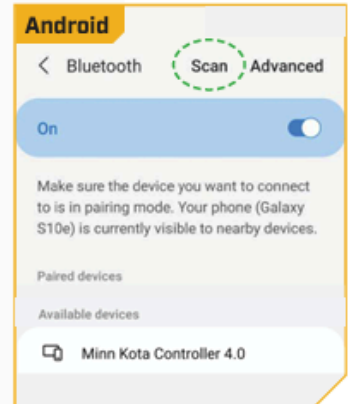 Android
Bluetooth Scan Advanced
On
Make sure the device you want to connect
to is in pairing mode. Your phone (Galaxy
S10e) is currently visible to nearby devices.
Paired devices
Available devices
Minn Kota Controller 4.0